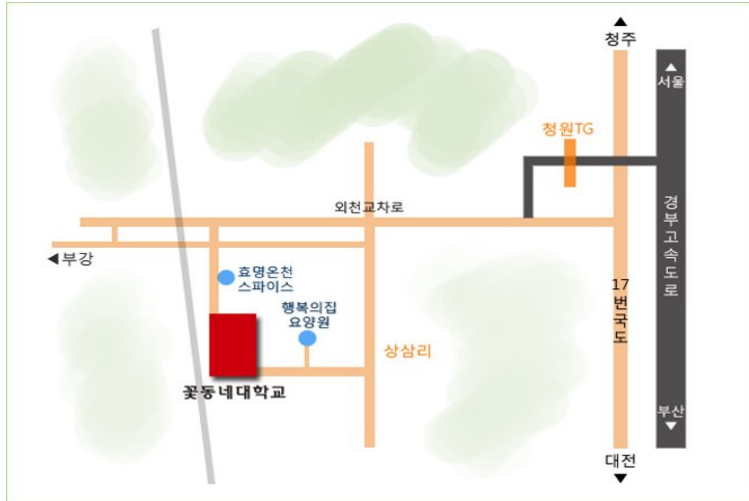 ▲
청주
▲
서울
청원TG
외천교차로
경부고속도로
◀부강
효명온천
스파이스
행복의집
요양원
17
번국도
상삼리
꽃동네대학교
부산
▼
대전
▼